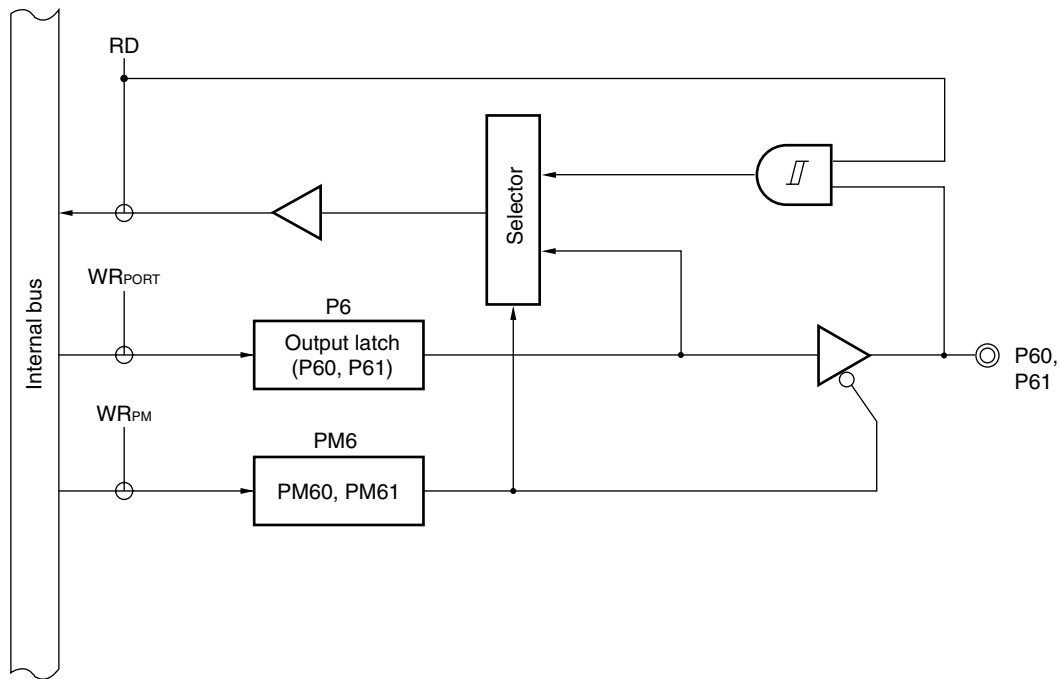 RD
Selector
WRPORT
P6
Output latch
(P60, P61)
P60,
P61
Internal bus
WRPM
PM6
PM60, PM61